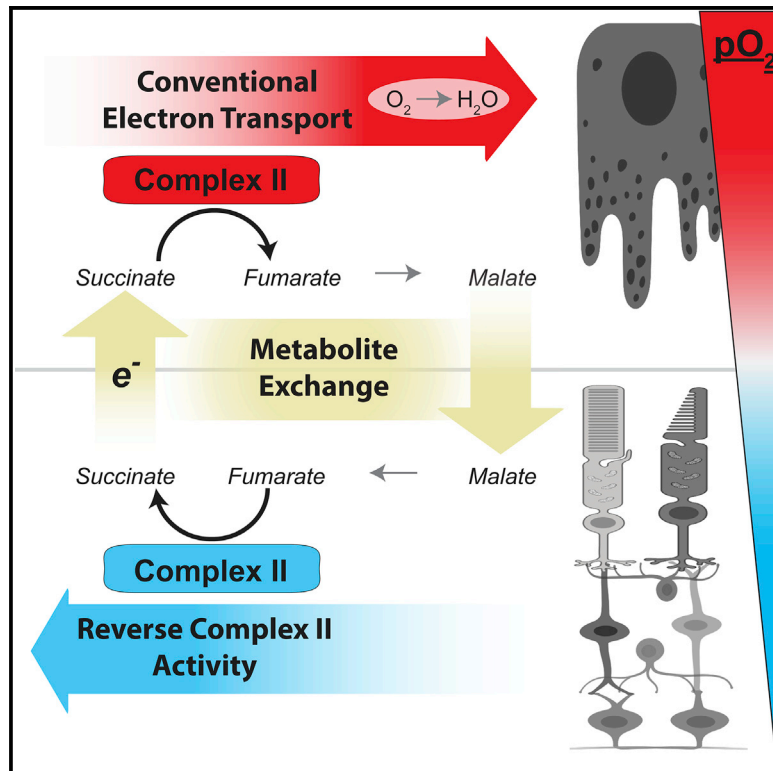 Conventional
Electron Transport
O₂ → H₂O
pO₂
Complex II
Succinate Fumarate → Malate
e⁻
Metabolite
Exchange
Succinate Fumarate ← Malate
Complex II
Reverse Complex II
Activity